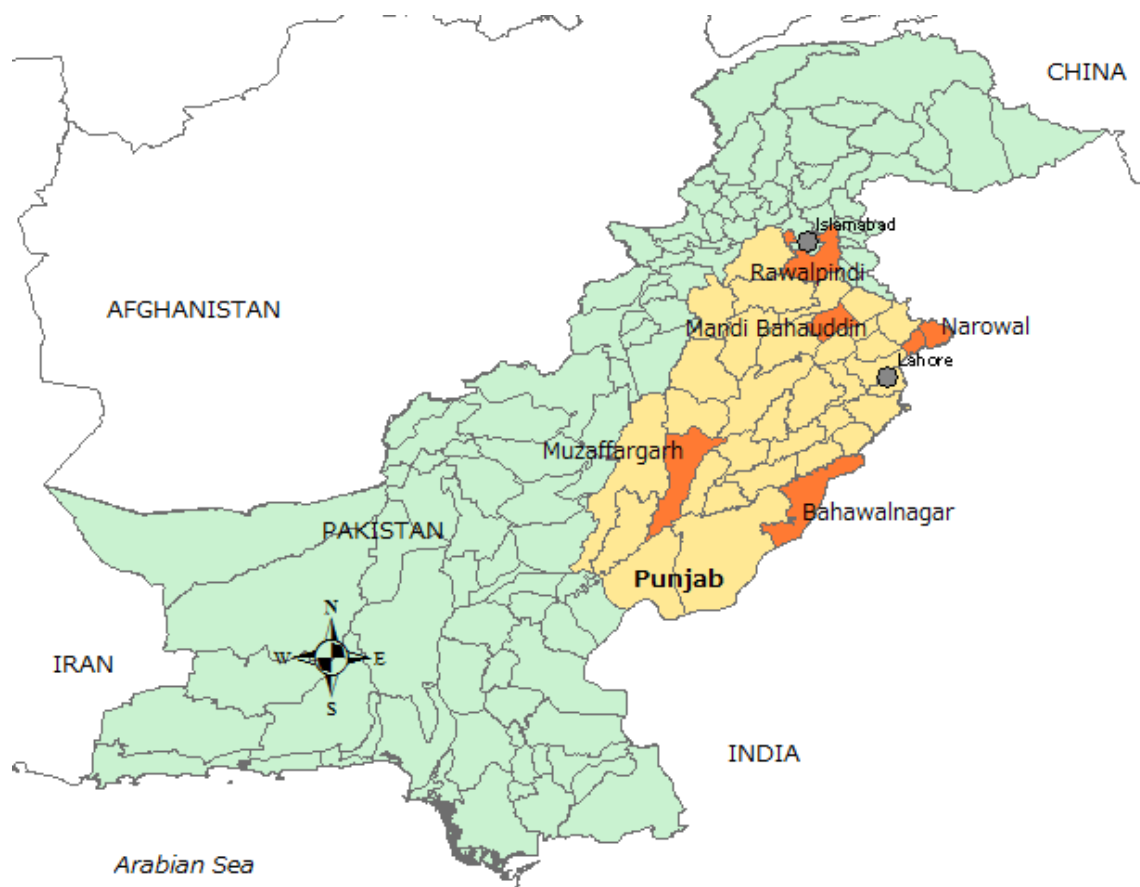 CHINA
Islamabad
Rawalpindi
AFGHANISTAN
Mandi Bahauddin
Narowal
Lahore
Muzaffargarh
Bahawalnagar
PAKISTAN
Punjab
N
W E
S
IRAN
INDIA
Arabian Sea